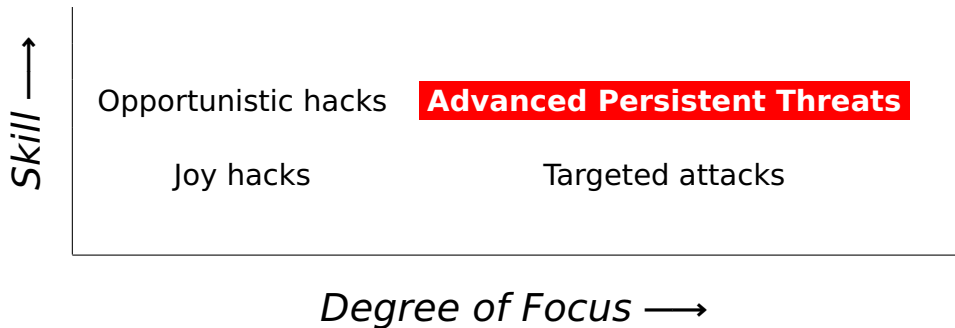 Skill ⟶
Opportunistic hacks
Advanced Persistent Threats
Joy hacks
Targeted attacks
Degree of Focus ⟶